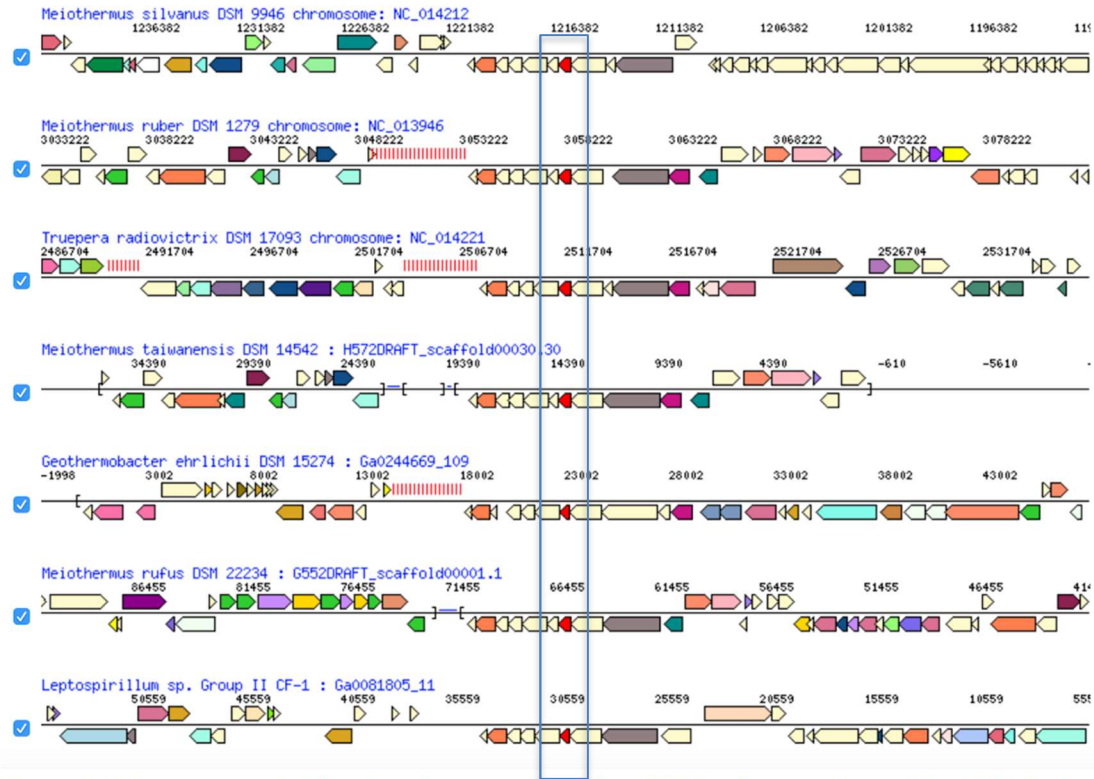 Meiothermus silvanus DSM 9946 chromosome: NC_014212
1236382 1231382 1226382 1221382 1216382 1211382 1206382 1201382 1196382 119
Meiothermus ruber DSM 1279 chromosome: NC_013946
3033222 3038222 3043222 3048222 3053222 3058222 3063222 3068222 3073222 3078222
Truepera radiovictrix DSM 17093 chromosome: NC_014221
2486704 2491704 2496704 2501704 2506704 2511704 2516704 2521704 2526704 2531704
Meiothermus taiwanensis DSM 14542 : H572DRAFT_scaffold00030.30
34390 29390 24390 19390 14390 9390 4390 -610 -5610 -
Geothermobacter ehrlichii DSM 15274 : Ga0244669_109
-1998 3002 8002 13002 18002 23002 28002 33002 38002 43002
Meiothermus rufus DSM 22234 : G552DRAFT_scaffold00001.1
86455 81455 76455 71455 66455 61455 56455 51455 46455 414
Leptospirillum sp. Group II CF-1 : Ga0081805_11
50559 45559 40559 35559 30559 25559 20559 15559 10559 555